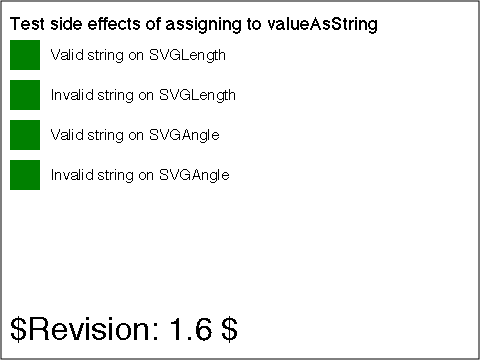 Test side effects of assigning to valueAsString
Valid string on SVGLength
Invalid string on SVGLength
Valid string on SVGAngle
Invalid string on SVGAngle
$Revision: 1.6 $